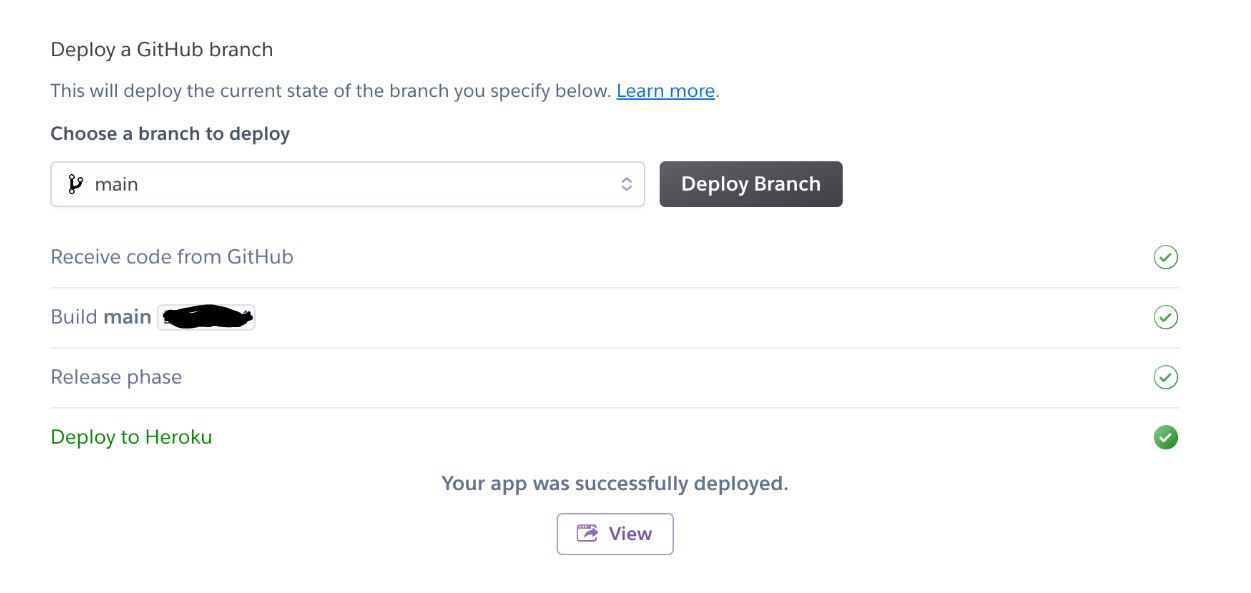 Deploy a GitHub branch
This will deploy the current state of the branch you specify below. Learn more.
Choose a branch to deploy
main
Deploy Branch
Receive code from GitHub
Build main
Release phase
Deploy to Heroku
Your app was successfully deployed.
View